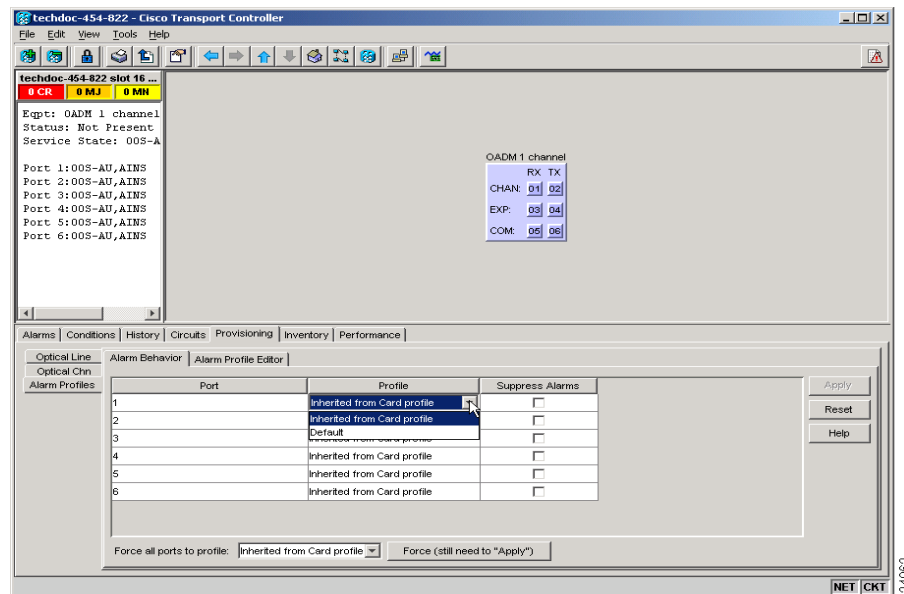 techdoc-454-822 - Cisco Transport Controller
File Edit View Tools Help
techdoc-454-822 slot 16 ...
0 CR 0 MJ 0 MN
Eqpt: OADM 1 channel
Status: Not Present
Service State: OOS-A
Port 1:OOS-AU,AINS
Port 2:OOS-AU,AINS
Port 3:OOS-AU,AINS
Port 4:OOS-AU,AINS
Port 5:OOS-AU,AINS
Port 6:OOS-AU,AINS
OADM 1 channel
RX TX
CHAN: 01 02
EXP: 03 04
COM: 05 06
Alarms Conditions History Circuits Provisioning Inventory Performance
Optical Line
Optical Chn
Alarm Profiles
Alarm Behavior Alarm Profile Editor
Port Profile Suppress Alarms
1 Inherited from Card profile
2 Inherited from Card profile
Default
3
4 Inherited from Card profile
5 Inherited from Card profile
6 Inherited from Card profile
Apply
Reset
Help
Force all ports to profile: Inherited from Card profile Force (still need to "Apply")
NET CKT